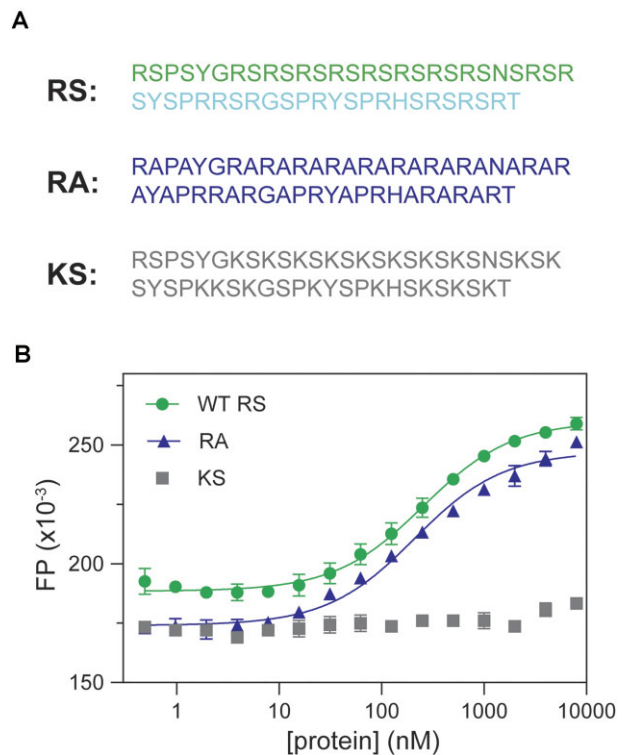 A
RS:
RSPSYGRSRSRSRSRSRSRSRSNSRSR
SYSPRRSRGSPRYSPRHSRSRSRT
RA:
RAPAYGRARARARARARARARANARAR
AYAPRRARGAPRYAPRHARARART
KS:
RSPSYGKSKSKSKSKSKSKSKSNSKSK
SYSPKKSKGSPKYSPKHSKSKSKT
B
WT RS
RA
KS
250
200
150
FP (x10⁻³)
1 10 100 1000 10000
[protein] (nM)